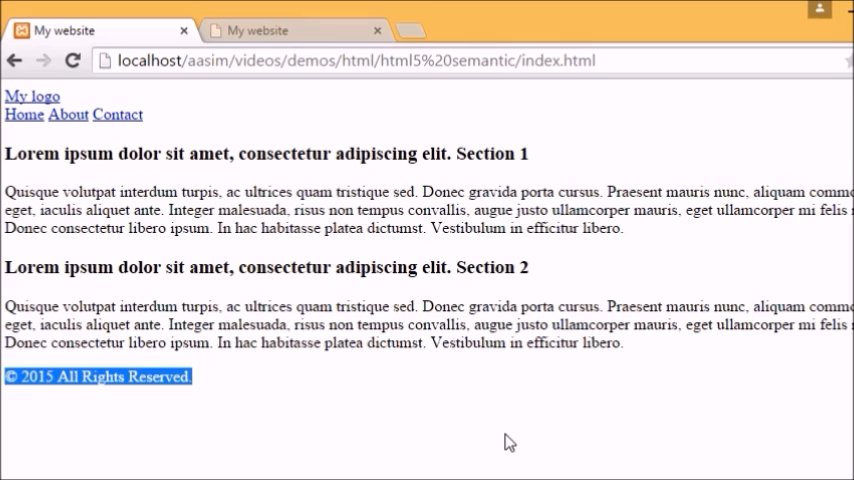 My website
My website
localhost/aasim/videos/demos/html/html5%20semantic/index.html
My logo
Home About Contact
Lorem ipsum dolor sit amet, consectetur adipiscing elit. Section 1
Quisque volutpat interdum turpis, ac ultrices quam tristique sed. Donec gravida porta cursus. Praesent mauris nunc, aliquam
eget, iaculis aliquet ante. Integer malesuada, risus non tempus convallis, augue justo ullamcorper mauris, eget ullamcorper mi felis
Donec consectetur libero ipsum. In hac habitasse platea dictumst. Vestibulum in efficitur libero.
Lorem ipsum dolor sit amet, consectetur adipiscing elit. Section 2
Quisque volutpat interdum turpis, ac ultrices quam tristique sed. Donec gravida porta cursus. Praesent mauris nunc, aliquam
eget, iaculis aliquet ante. Integer malesuada, risus non tempus convallis, augue justo ullamcorper mauris, eget ullamcorper mi felis
Donec consectetur libero ipsum. In hac habitasse platea dictumst. Vestibulum in efficitur libero.
© 2015 All Rights Reserved.